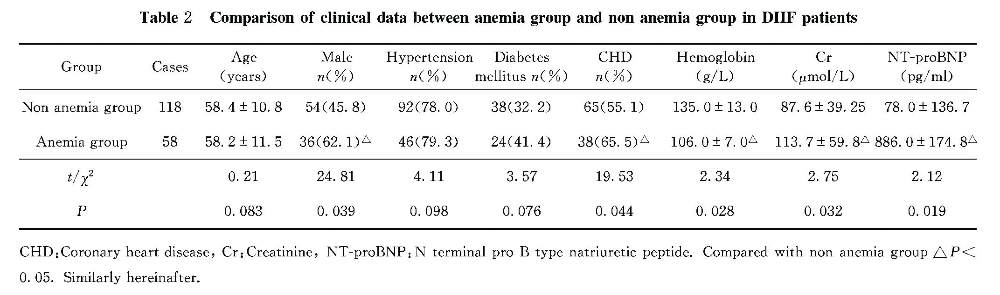 Table 2 Comparison of clinical data between anemia group and non anemia group in DHF patients
Group Cases Age (years) Male n(%) Hypertension n(%) Diabetes mellitus n(%) CHD n(%) Hemoglobin (g/L) Cr (μmol/L) NT-proBNP (pg/ml)
Non anemia group 118 58.4±10.8 54(45.8) 92(78.0) 38(32.2) 65(55.1) 135.0±13.0 87.6±39.25 78.0±136.7
Anemia group 58 58.2±11.5 36(62.1)△ 46(79.3) 24(41.4) 38(65.5)△ 106.0±7.0△ 113.7±59.8△ 886.0±174.8△
t/χ² 0.21 24.81 4.11 3.57 19.53 2.34 2.75 2.12
P 0.083 0.039 0.098 0.076 0.044 0.028 0.032 0.019
CHD:Coronary heart disease, Cr:Creatinine, NT-proBNP:N terminal pro B type natriuretic peptide. Compared with non anemia group △P<
0.05. Similarly hereinafter.